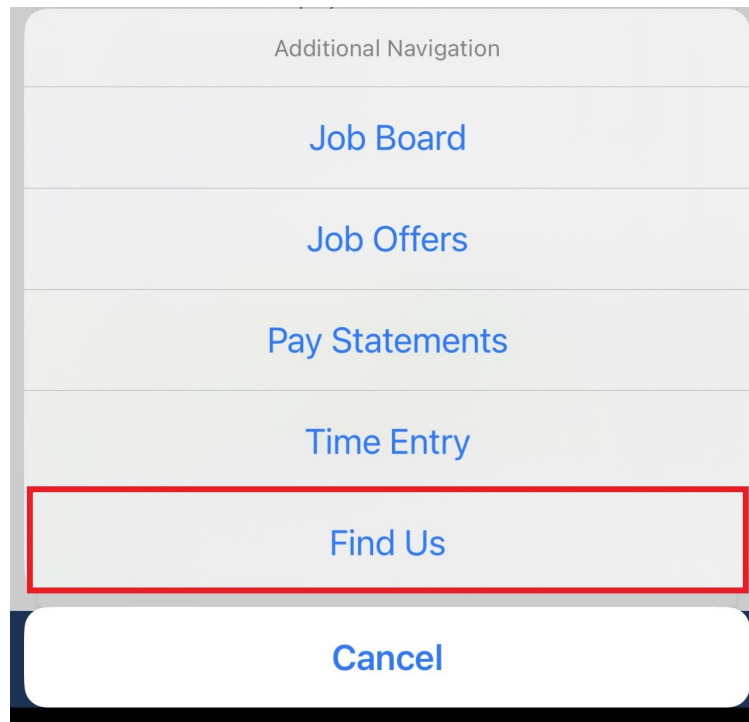 Additional Navigation
Job Board
Job Offers
Pay Statements
Time Entry
Find Us
Cancel